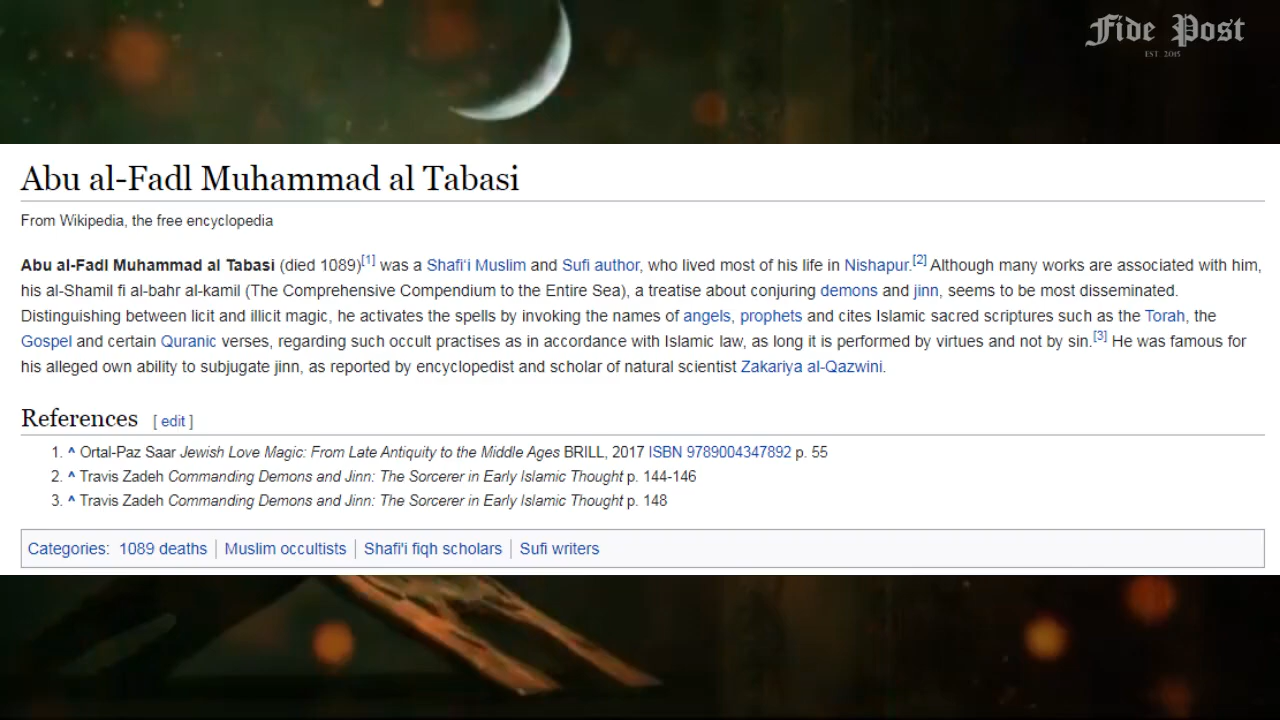 Fide Post
EST. 2015
Abu al-Fadl Muhammad al Tabasi
From Wikipedia, the free encyclopedia
Abu al-Fadl Muhammad al Tabasi (died 1089)[1] was a Shafi'i Muslim and Sufi author, who lived most of his life in Nishapur.[2] Although many works are associated with him,
his al-Shamil fi al-bahr al-kamil (The Comprehensive Compendium to the Entire Sea), a treatise about conjuring demons and jinn, seems to be most disseminated.
Distinguishing between licit and illicit magic, he activates the spells by invoking the names of angels, prophets and cites Islamic sacred scriptures such as the Torah, the
Gospel and certain Quranic verses, regarding such occult practises as in accordance with Islamic law, as long it is performed by virtues and not by sin.[3] He was famous for
his alleged own ability to subjugate jinn, as reported by encyclopedist and scholar of natural scientist Zakariya al-Qazwini.
References [ edit ]
1. ^ Ortal-Paz Saar Jewish Love Magic: From Late Antiquity to the Middle Ages BRILL, 2017 ISBN 9789004347892 p. 55
2. ^ Travis Zadeh Commanding Demons and Jinn: The Sorcerer in Early Islamic Thought p. 144-146
3. ^ Travis Zadeh Commanding Demons and Jinn: The Sorcerer in Early Islamic Thought p. 148
Categories: 1089 deaths | Muslim occultists | Shafi'i fiqh scholars | Sufi writers